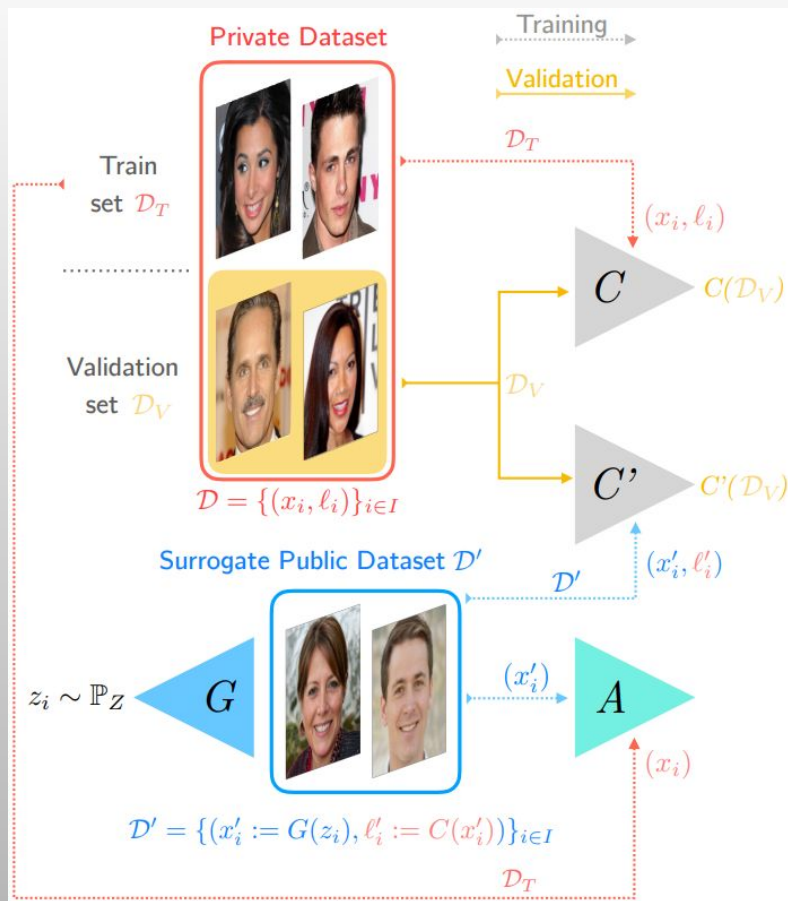 Private Dataset
Training
Validation
Train
set 𝒟_T
𝒟_T
(x_i, ℓ_i)
C
C(𝒟_V)
Validation
set 𝒟_V
𝒟_V
C'
C'(𝒟_V)
𝒟 = {(x_i, ℓ_i)}_{i∈I}
Surrogate Public Dataset 𝒟′
𝒟′
(x′_i, ℓ′_i)
z_i ∼ ℙ_Z
G
(x′_i)
A
(x_i)
𝒟′ = {(x′_i := G(z_i), ℓ′_i := C(x′_i))}_{i∈I}
𝒟_T